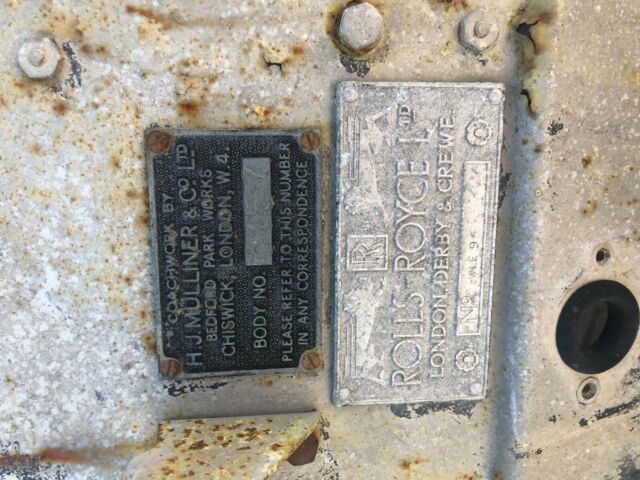 COACHWORK BY
H·J·MULLINER & CO LTD
BEDFORD PARK WORKS
CHISWICK, LONDON, W 4.
BODY NO
PLEASE REFER TO THIS NUMBER
IN ANY CORRESPONDENCE
RR
ROLLS-ROYCE LTD
LONDON, DERBY & CREWE.
No